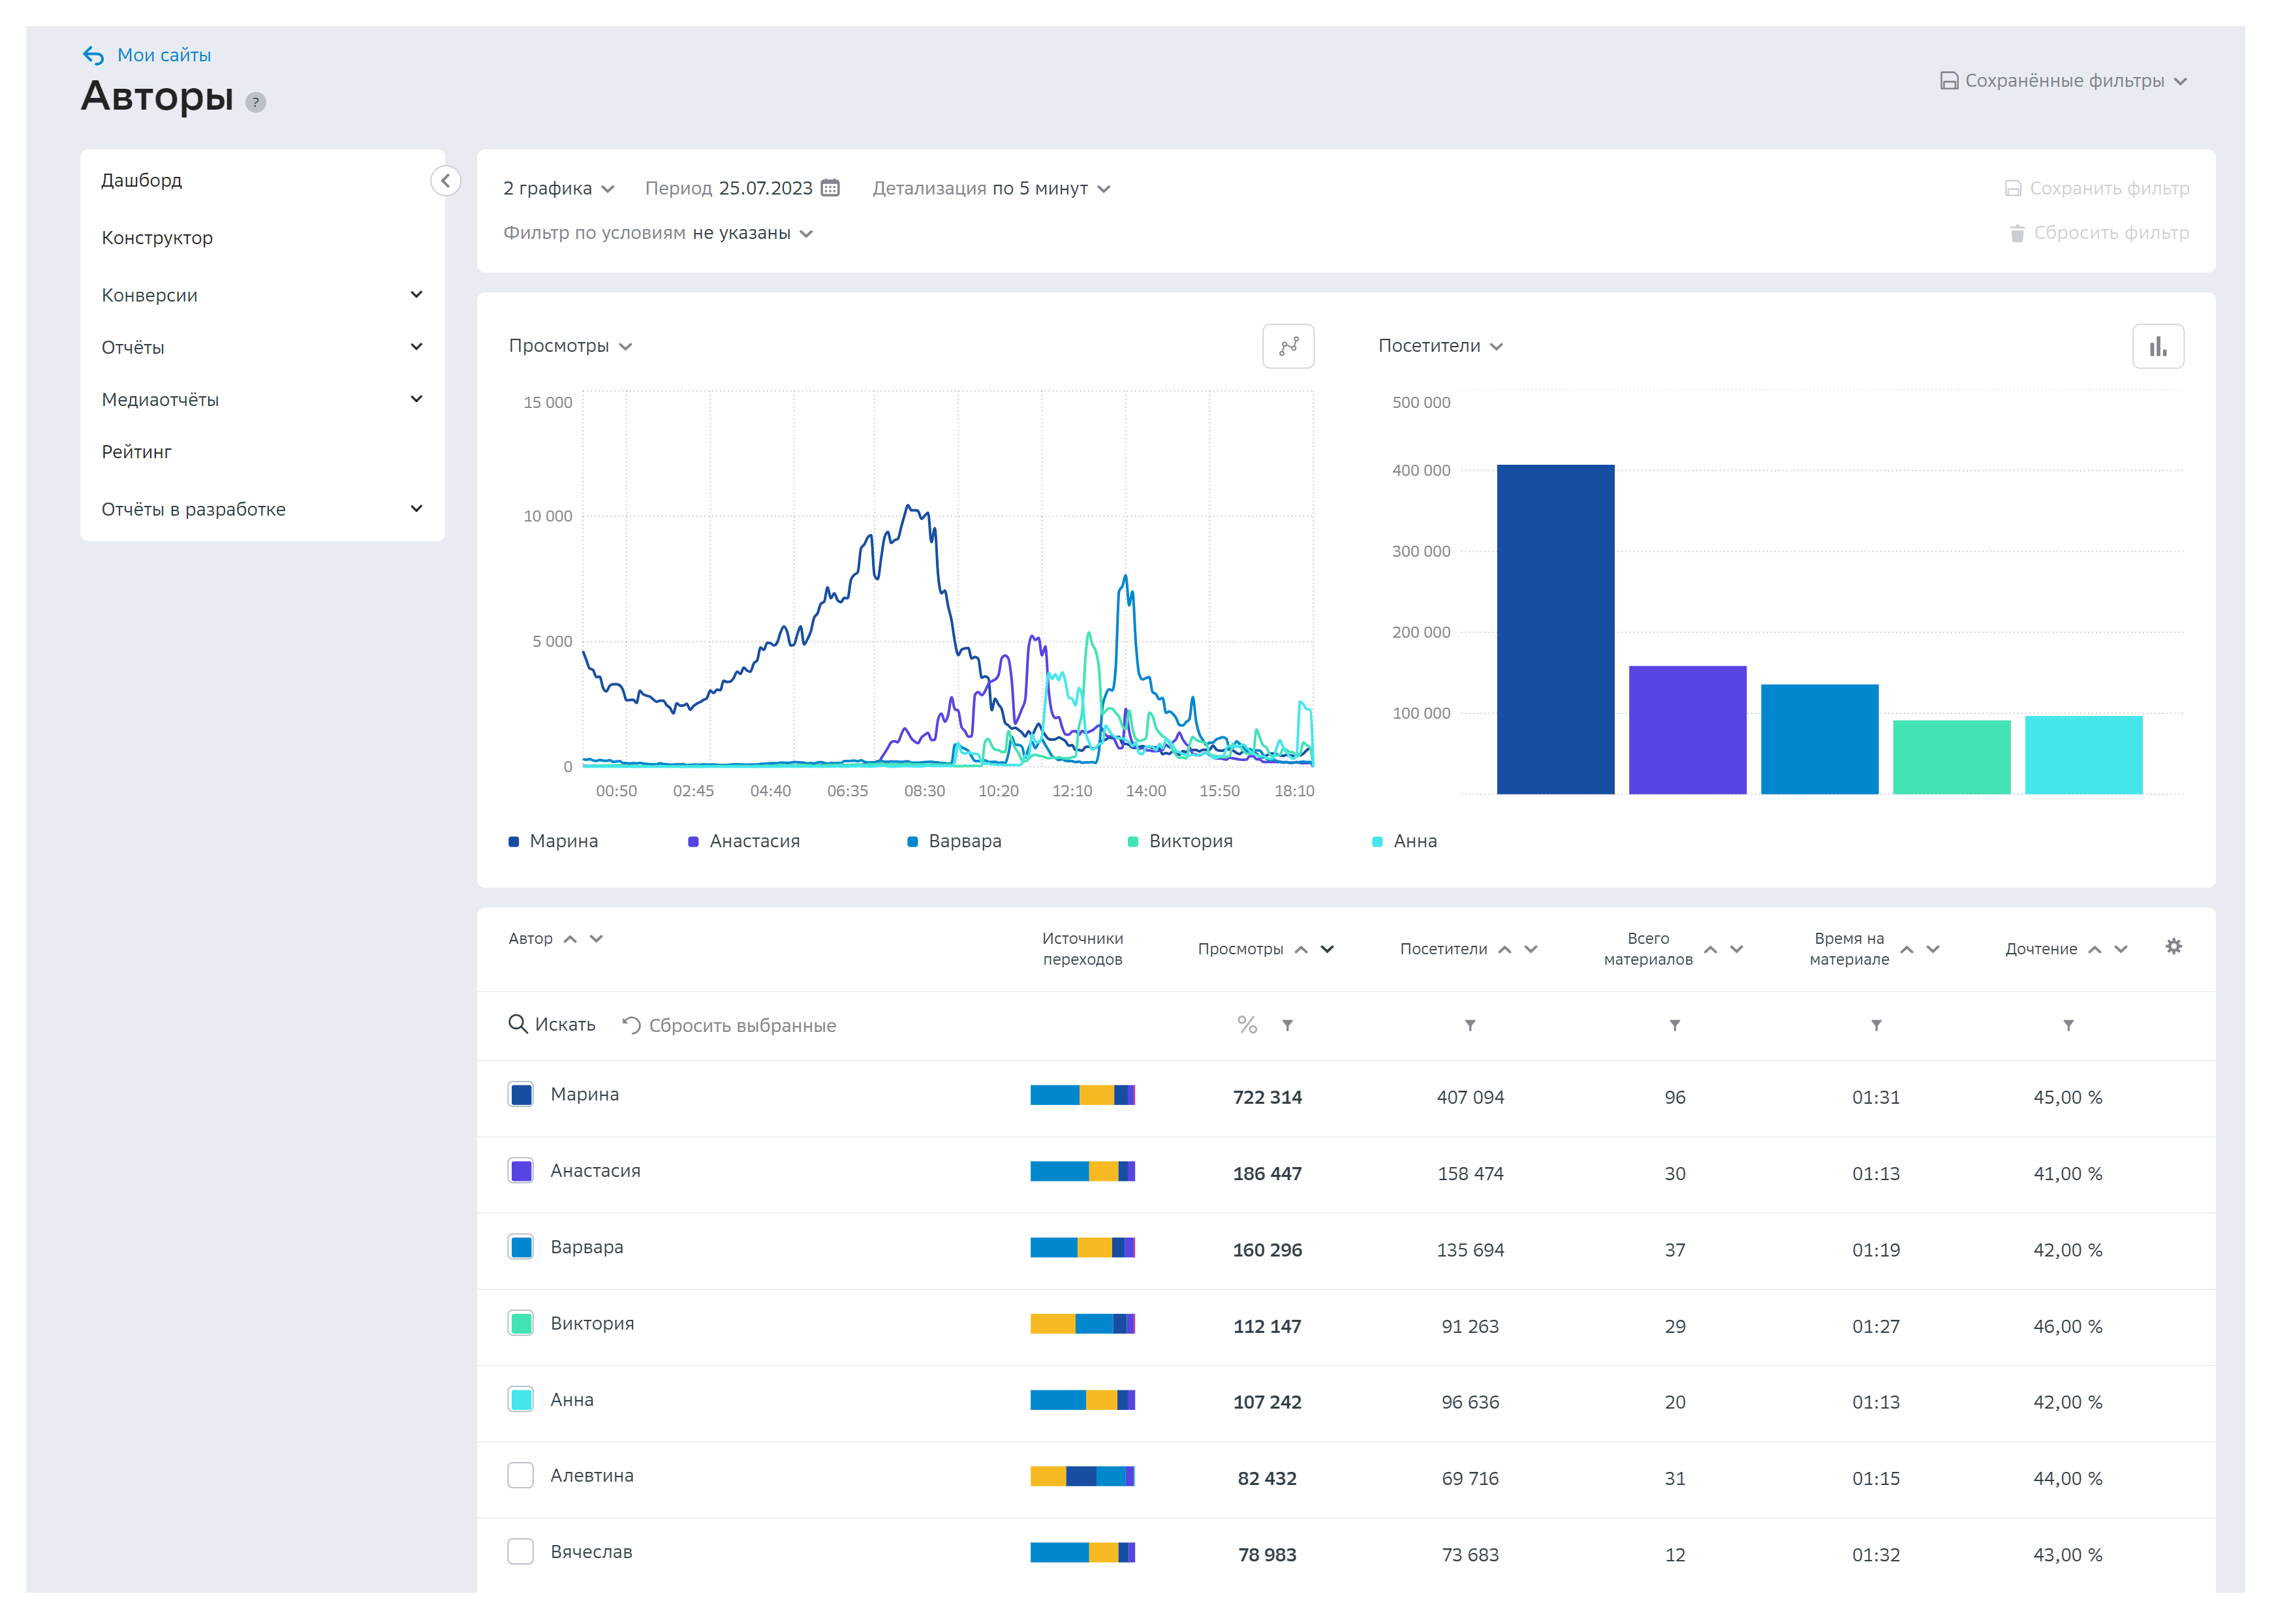 Мои сайты
Авторы ?
Сохранённые фильтры
Дашборд
Конструктор
Конверсии
Отчёты
Медиаотчёты
Рейтинг
Отчёты в разработке
2 графика Период 25.07.2023 Детализация по 5 минут
Сохранить фильтр
Фильтр по условиям не указаны
Сбросить фильтр
Просмотры
15 000
10 000
5 000
0
00:50 02:45 04:40 06:35 08:30 10:20 12:10 14:00 15:50 18:10
Посетители
500 000
400 000
300 000
200 000
100 000
Марина Анастасия Варвара Виктория Анна
Автор
Источники
переходов
Просмотры
Посетители
Всего
материалов
Время на
материале
Дочтение
Искать Сбросить выбранные %
Марина 722 314 407 094 96 01:31 45,00 %
Анастасия 186 447 158 474 30 01:13 41,00 %
Варвара 160 296 135 694 37 01:19 42,00 %
Виктория 112 147 91 263 29 01:27 46,00 %
Анна 107 242 96 636 20 01:13 42,00 %
Алевтина 82 432 69 716 31 01:15 44,00 %
Вячеслав 78 983 73 683 12 01:32 43,00 %